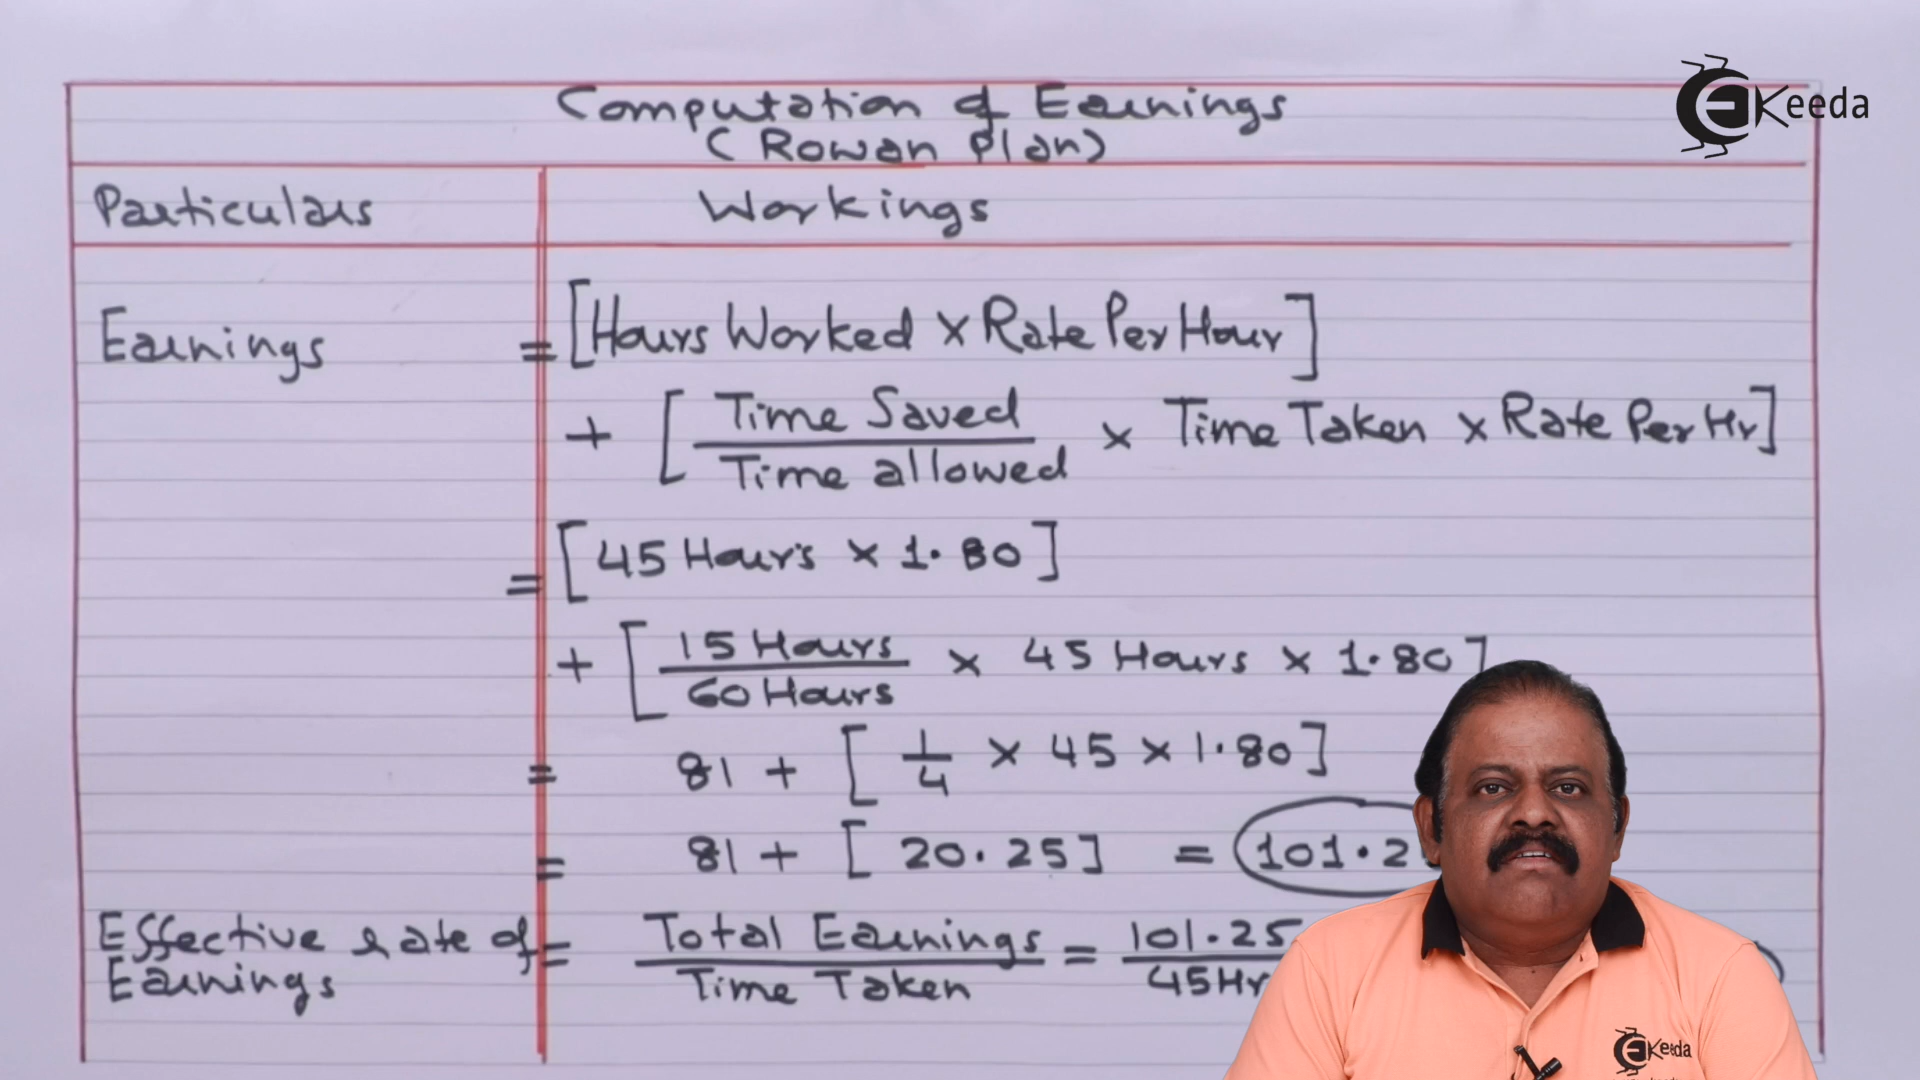 Computation of Earnings
(Rowan Plan)
Particulars Workings
Earnings = [Hours Worked × Rate Per Hour]
+ [Time Saved / Time allowed × Time Taken × Rate Per Hr]
= [45 Hours × 1.80]
+ [15 Hours / 60 Hours × 45 Hours × 1.80]
= 81 + [1/4 × 45 × 1.80]
= 81 + [20.25] = 101.2
Effective rate of Earnings = Total Earnings / Time Taken = 101.25 / 45 Hr
EKeeda
EKeeda